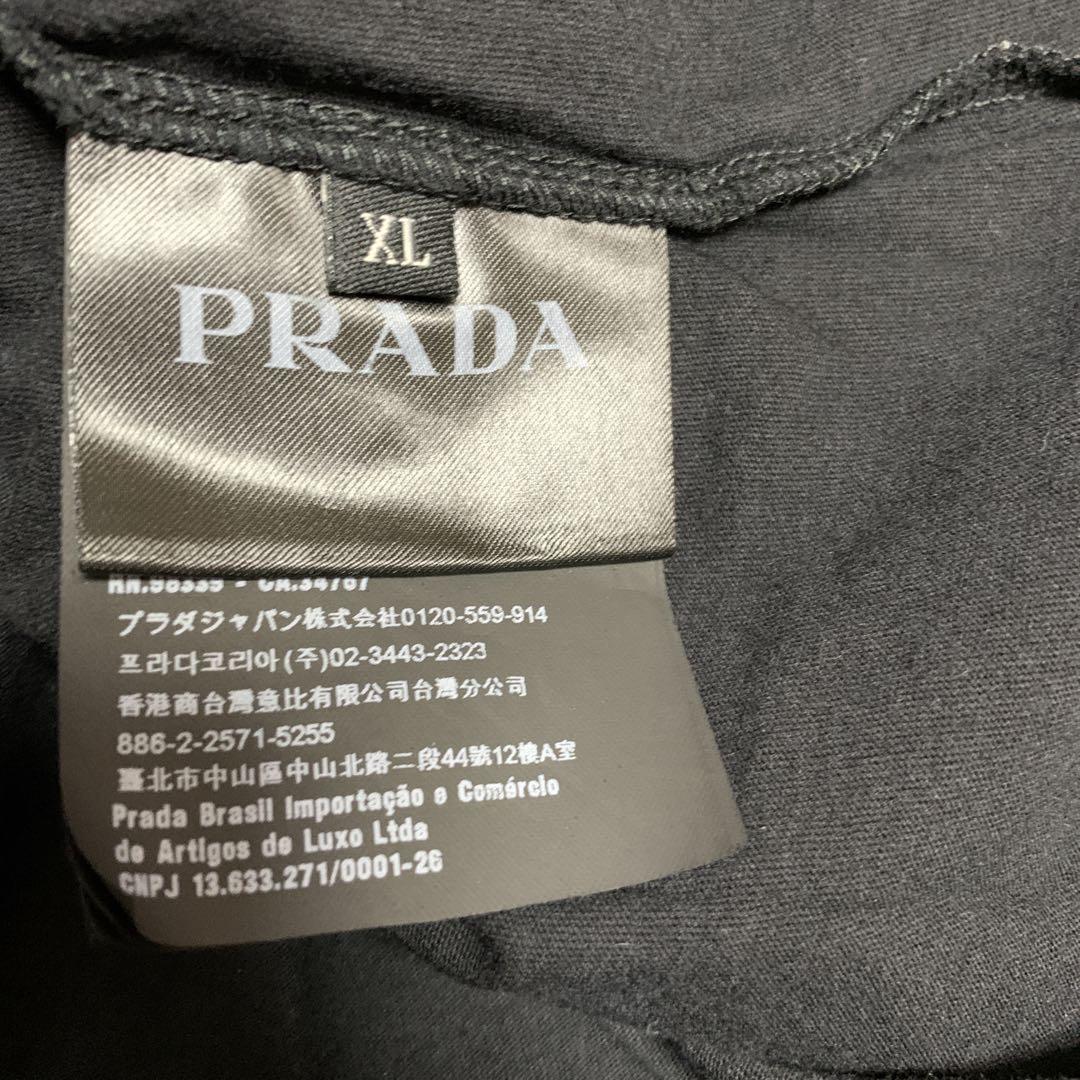 XL
PRADA
RN.98339 - CA.34767
プラダジャパン株式会社0120-559-914
프라다코리아(주)02-3443-2323
香港商台灣意比有限公司台灣分公司
886-2-2571-5255
臺北市中山區中山北路二段44號12樓A室
Prada Brasil Importação e Comércio
de Artigos de Luxo Ltda
CNPJ 13.633.271/0001-26